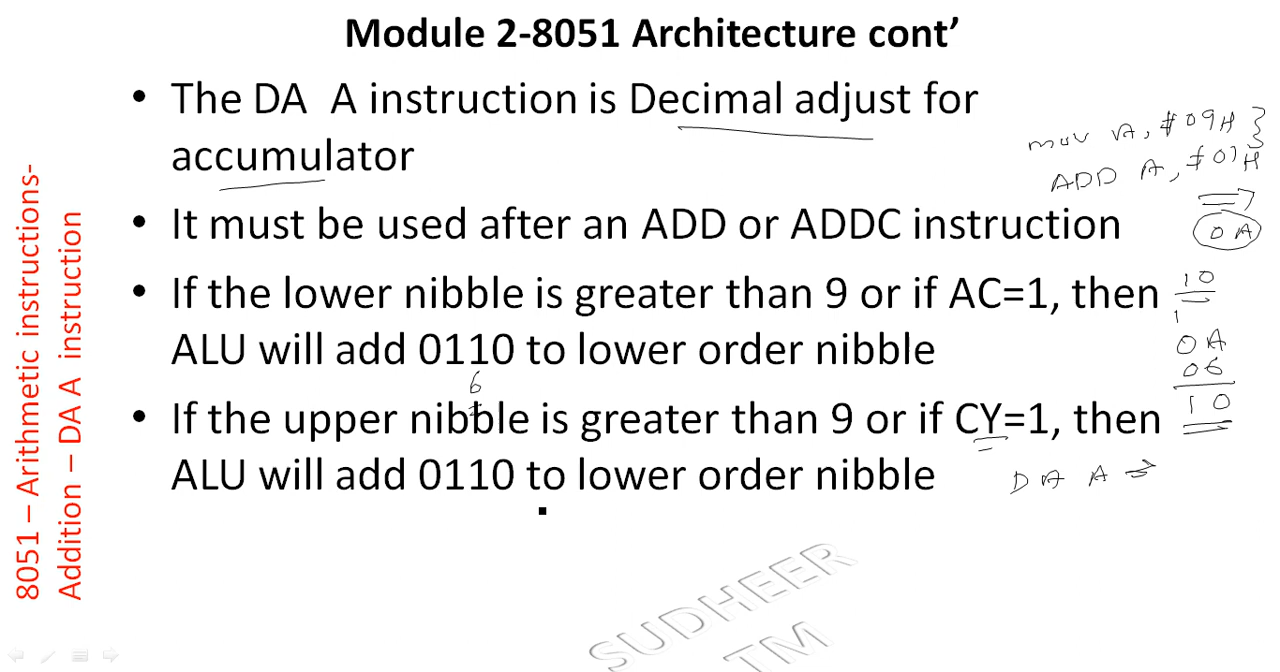 Module 2-8051 Architecture cont’
• The DA A instruction is Decimal adjust for
accumulator
• It must be used after an ADD or ADDC instruction
• If the lower nibble is greater than 9 or if AC=1, then
ALU will add 0110 to lower order nibble
6
• If the upper nibble is greater than 9 or if CY=1, then
ALU will add 0110 to lower order nibble
8051 – Arithmetic instructions-
Addition – DA A instruction
mov A, #09H
ADD A, #01H
0A
10
1
0A
06
10
DA A
SUDHEER
TM